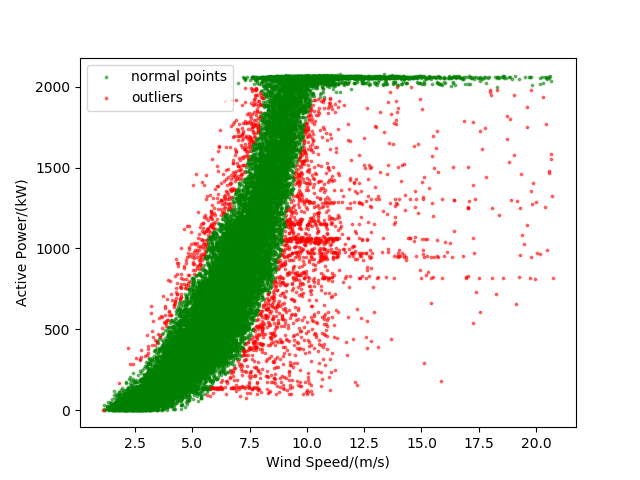 normal points
outliers
2000
1500
1000
500
0
Active Power/(kW)
2.5 5.0 7.5 10.0 12.5 15.0 17.5 20.0
Wind Speed/(m/s)